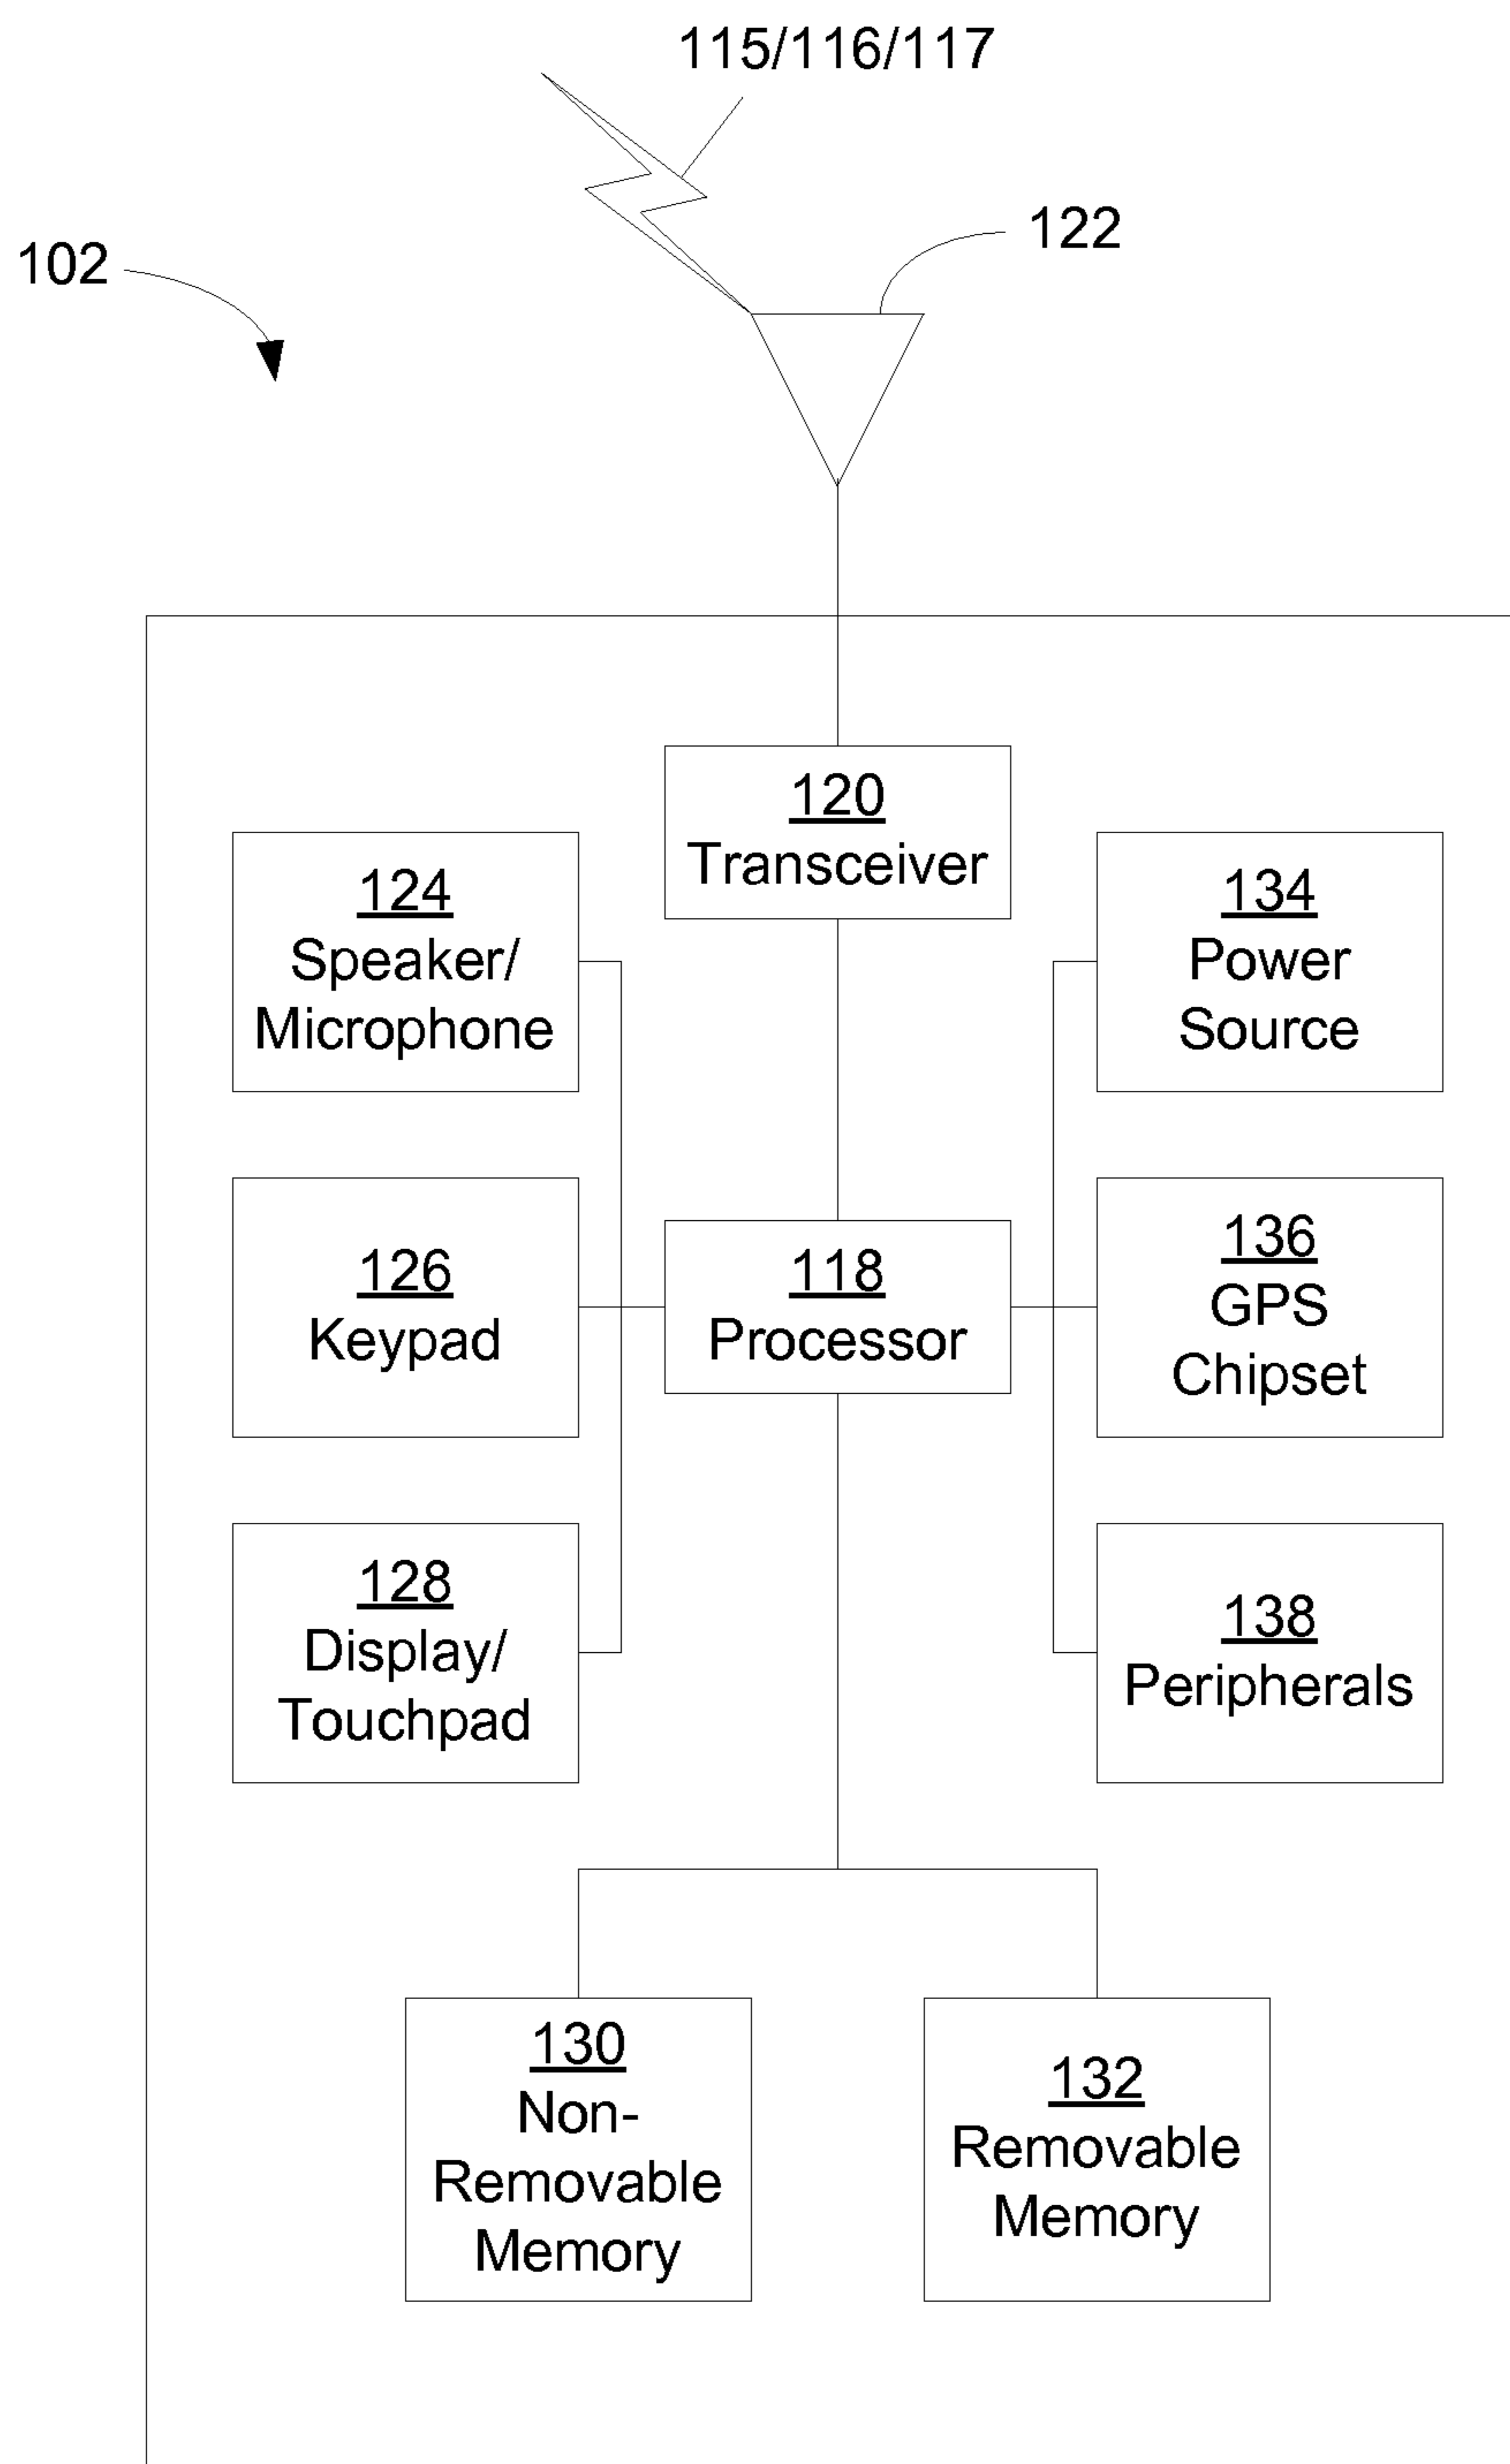 115/116/117
122
102
120
Transceiver
124
Speaker/
Microphone
134
Power
Source
126
Keypad
118
Processor
136
GPS
Chipset
128
Display/
Touchpad
138
Peripherals
130
Non-
Removable
Memory
132
Removable
Memory